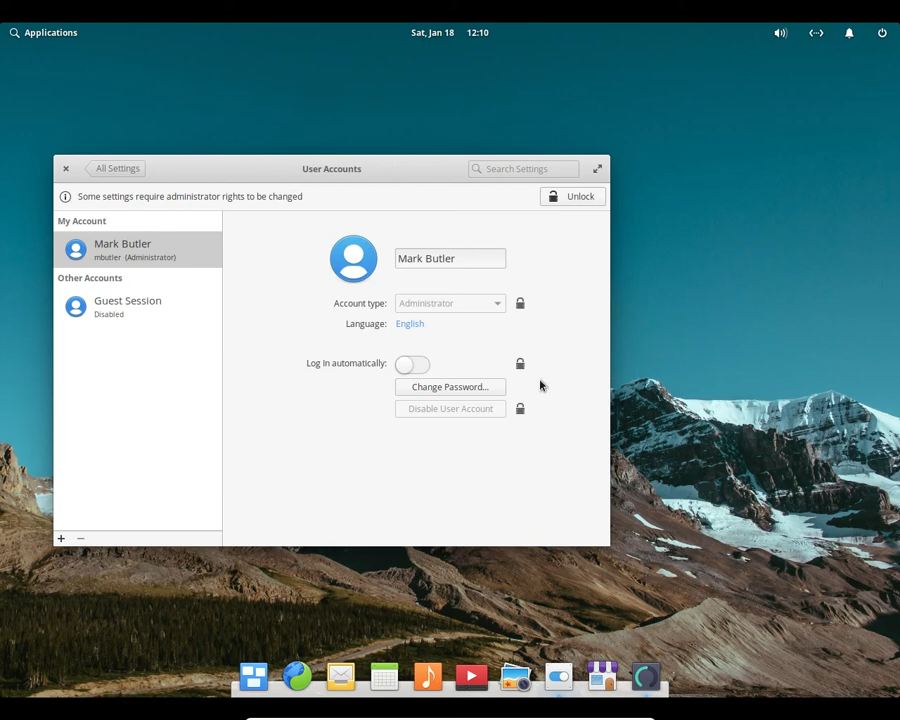 Applications
Sat, Jan 18 12:10
All Settings
User Accounts
Search Settings
Some settings require administrator rights to be changed
Unlock
My Account
Mark Butler
mbutler (Administrator)
Other Accounts
Guest Session
Disabled
Mark Butler
Account type: Administrator
Language: English
Log In automatically:
Change Password...
Disable User Account